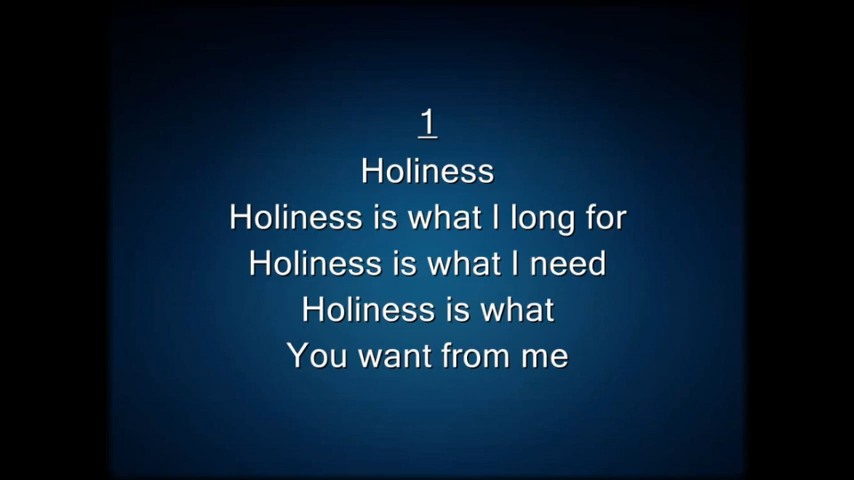 1
Holiness
Holiness is what I long for
Holiness is what I need
Holiness is what
You want from me